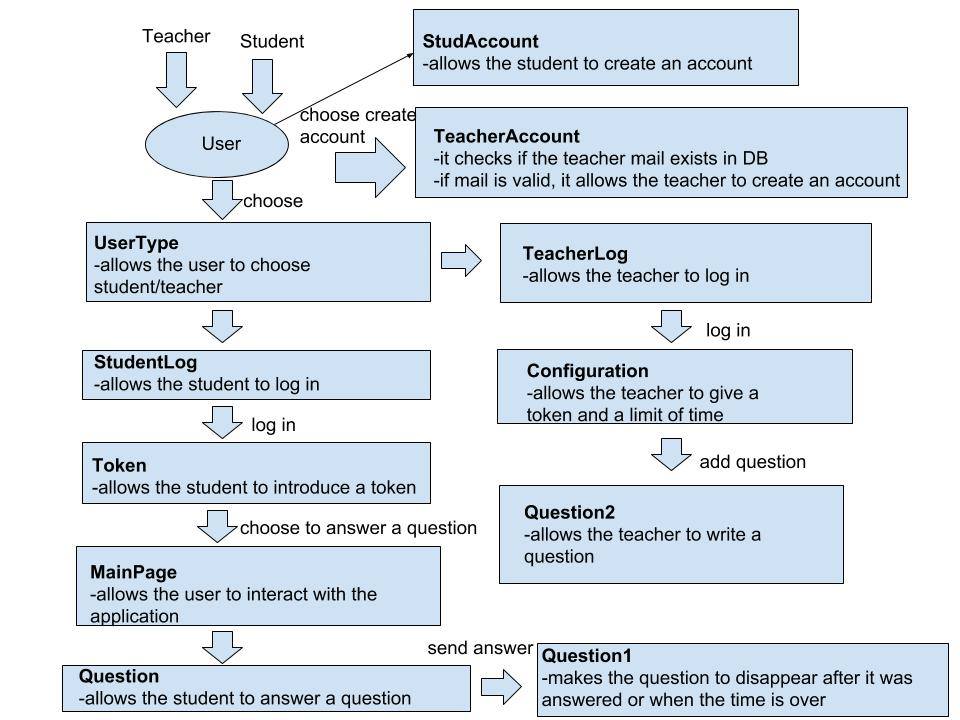 Teacher
Student
StudAccount
-allows the student to create an account
choose create
account
TeacherAccount
-it checks if the teacher mail exists in DB
-if mail is valid, it allows the teacher to create an account
User
choose
UserType
-allows the user to choose
student/teacher
TeacherLog
-allows the teacher to log in
log in
StudentLog
-allows the student to log in
Configuration
-allows the teacher to give a
token and a limit of time
log in
add question
Token
-allows the student to introduce a token
Question2
-allows the teacher to write a
question
choose to answer a question
MainPage
-allows the user to interact with the
application
Question
-allows the student to answer a question
send answer
Question1
-makes the question to disappear after it was
answered or when the time is over